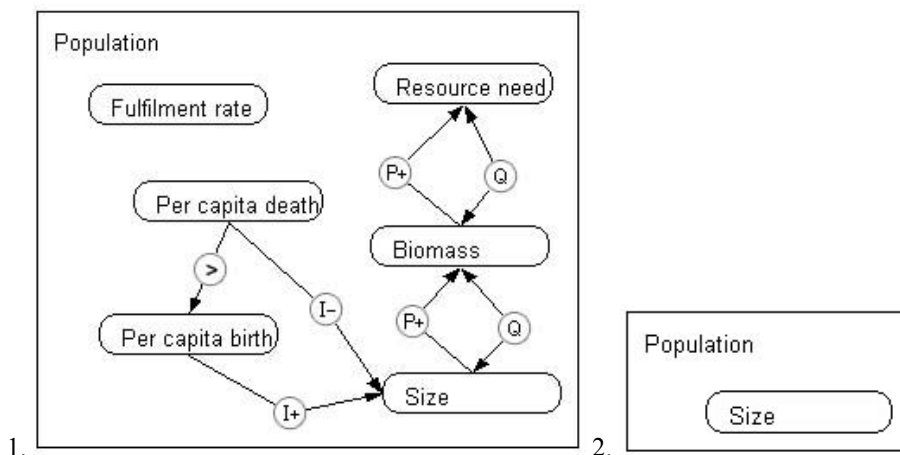 Population
Fulfilment rate
Resource need
P+
Q
Per capita death
Biomass
>
I-
P+
Q
Per capita birth
Size
I+
1.
Population
Size
2.